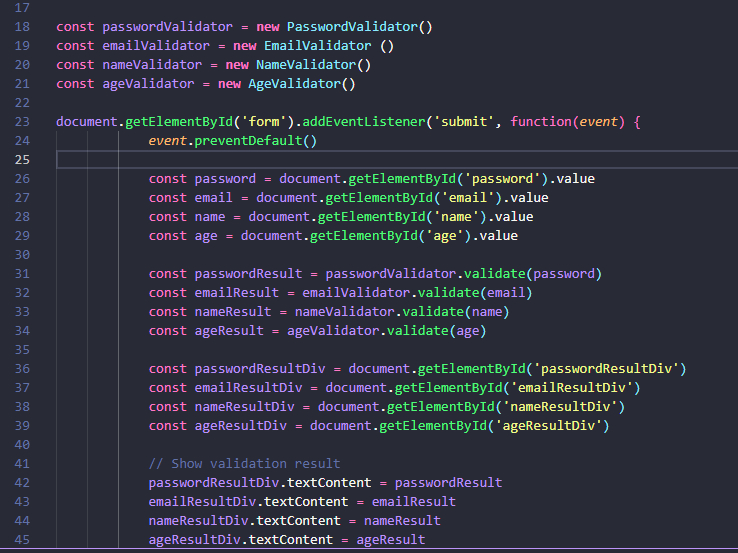 17
18 const passwordValidator = new PasswordValidator()
19 const emailValidator = new EmailValidator ()
20 const nameValidator = new NameValidator()
21 const ageValidator = new AgeValidator()
22
23 document.getElementById('form').addEventListener('submit', function(event) {
24 event.preventDefault()
25
26 const password = document.getElementById('password').value
27 const email = document.getElementById('email').value
28 const name = document.getElementById('name').value
29 const age = document.getElementById('age').value
30
31 const passwordResult = passwordValidator.validate(password)
32 const emailResult = emailValidator.validate(email)
33 const nameResult = nameValidator.validate(name)
34 const ageResult = ageValidator.validate(age)
35
36 const passwordResultDiv = document.getElementById('passwordResultDiv')
37 const emailResultDiv = document.getElementById('emailResultDiv')
38 const nameResultDiv = document.getElementById('nameResultDiv')
39 const ageResultDiv = document.getElementById('ageResultDiv')
40
41 // Show validation result
42 passwordResultDiv.textContent = passwordResult
43 emailResultDiv.textContent = emailResult
44 nameResultDiv.textContent = nameResult
45 ageResultDiv.textContent = ageResult